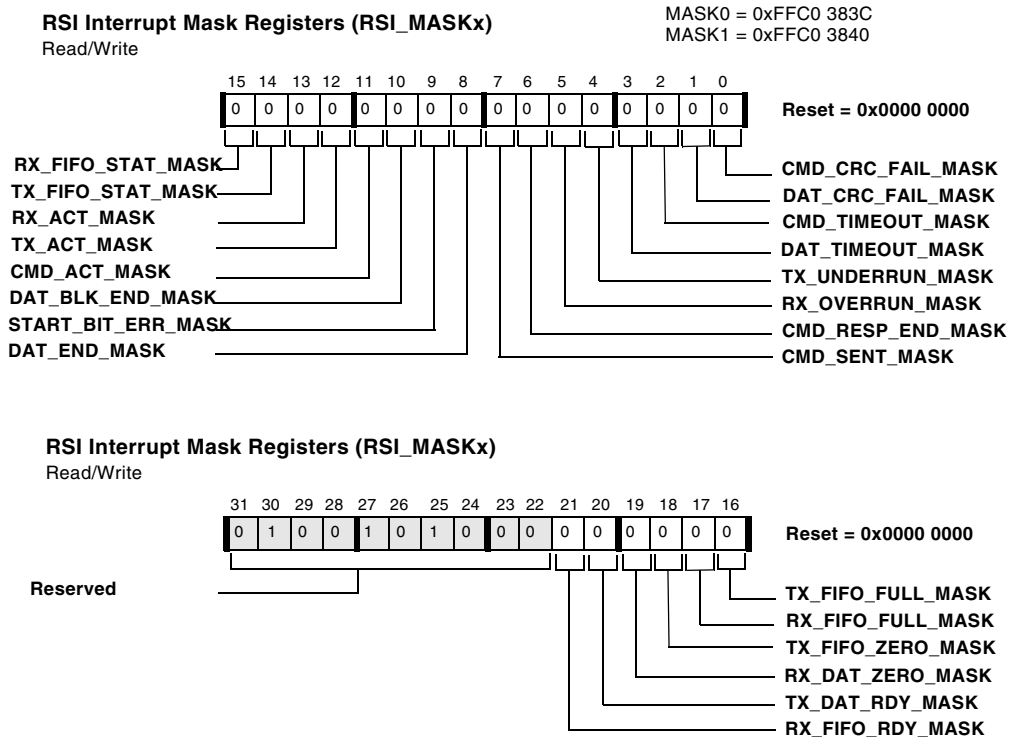 RSI Interrupt Mask Registers (RSI_MASKx)
Read/Write
MASK0 = 0xFFC0 383C
MASK1 = 0xFFC0 3840
15 14 13 12 11 10 9 8 7 6 5 4 3 2 1 0
0 0 0 0 0 0 0 0 0 0 0 0 0 0 0 0
Reset = 0x0000 0000
RX_FIFO_STAT_MASK
TX_FIFO_STAT_MASK
RX_ACT_MASK
TX_ACT_MASK
CMD_ACT_MASK
DAT_BLK_END_MASK
START_BIT_ERR_MASK
DAT_END_MASK
CMD_CRC_FAIL_MASK
DAT_CRC_FAIL_MASK
CMD_TIMEOUT_MASK
DAT_TIMEOUT_MASK
TX_UNDERRUN_MASK
RX_OVERRUN_MASK
CMD_RESP_END_MASK
CMD_SENT_MASK
RSI Interrupt Mask Registers (RSI_MASKx)
Read/Write
31 30 29 28 27 26 25 24 23 22 21 20 19 18 17 16
0 1 0 0 1 0 1 0 0 0 0 0 0 0 0 0
Reset = 0x0000 0000
Reserved
TX_FIFO_FULL_MASK
RX_FIFO_FULL_MASK
TX_FIFO_ZERO_MASK
RX_DAT_ZERO_MASK
TX_DAT_RDY_MASK
RX_FIFO_RDY_MASK